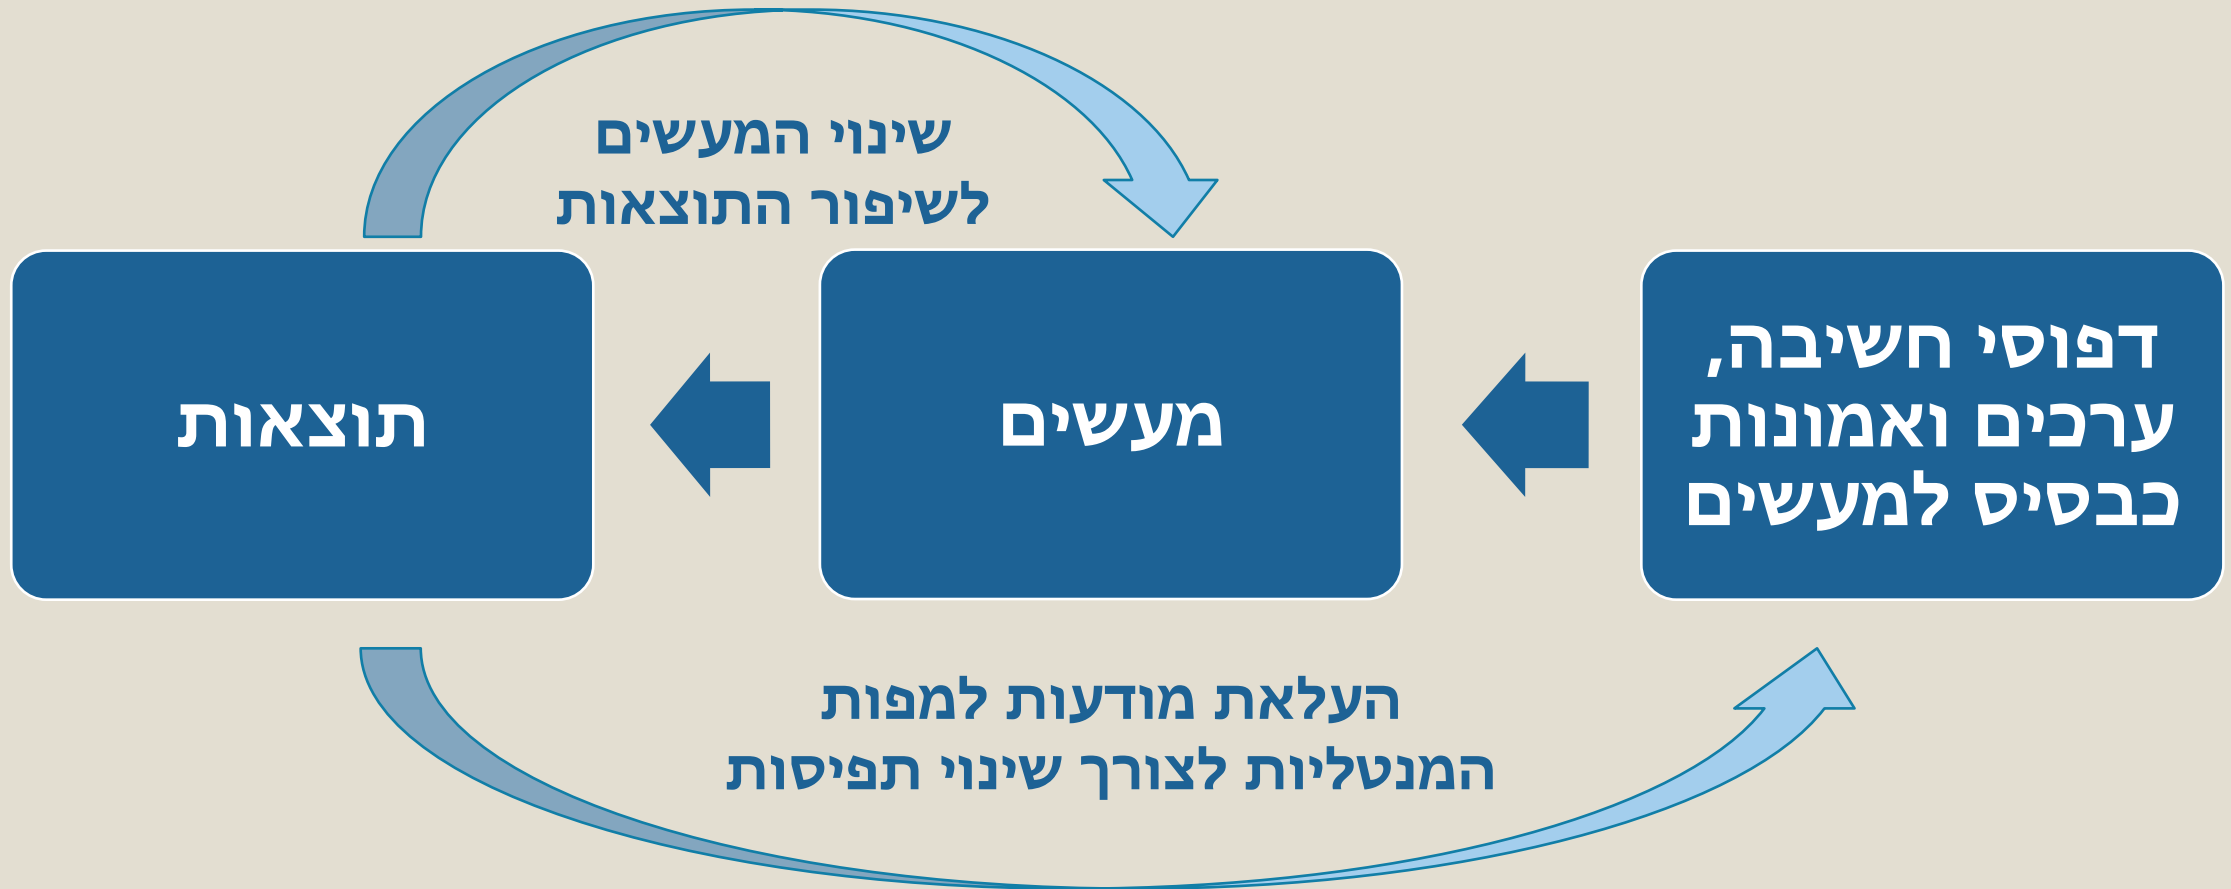 שינוי המעשים
לשיפור התוצאות
דפוסי חשיבה,
ערכים ואמונות
כבסיס למעשים
מעשים
תוצאות
העלאת מודעות למפות
המנטליות לצורך שינוי תפיסות